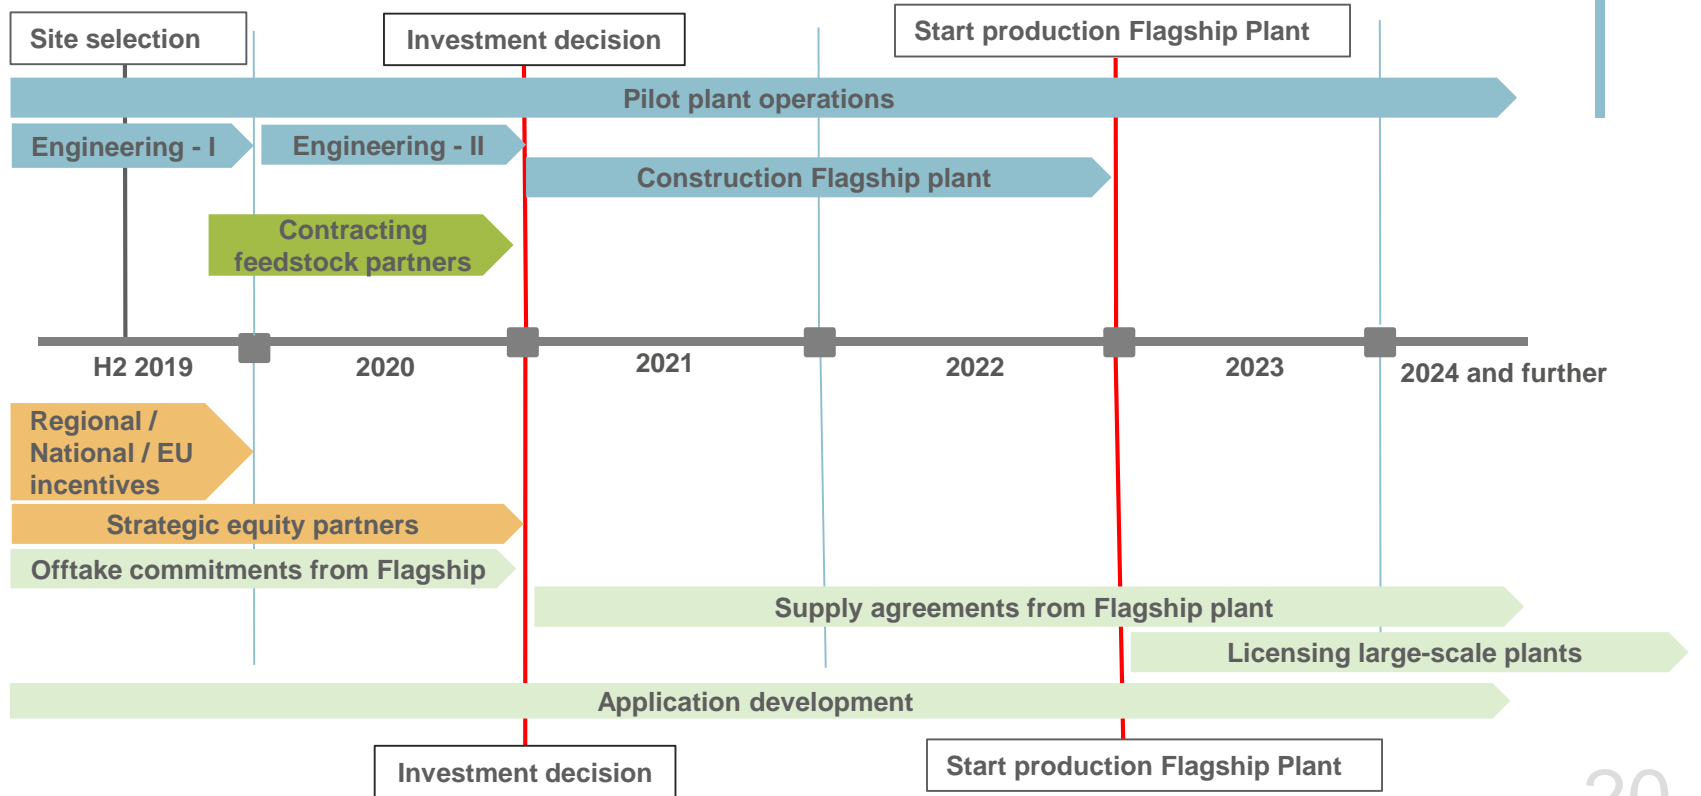 Site selection
Investment decision
Start production Flagship Plant
Pilot plant operations
Engineering - I
Engineering - II
Construction Flagship plant
Contracting
feedstock partners
H2 2019
2020
2021
2022
2023
2024 and further
Regional /
National / EU
incentives
Strategic equity partners
Offtake commitments from Flagship
Supply agreements from Flagship plant
Licensing large-scale plants
Application development
Investment decision
Start production Flagship Plant
20